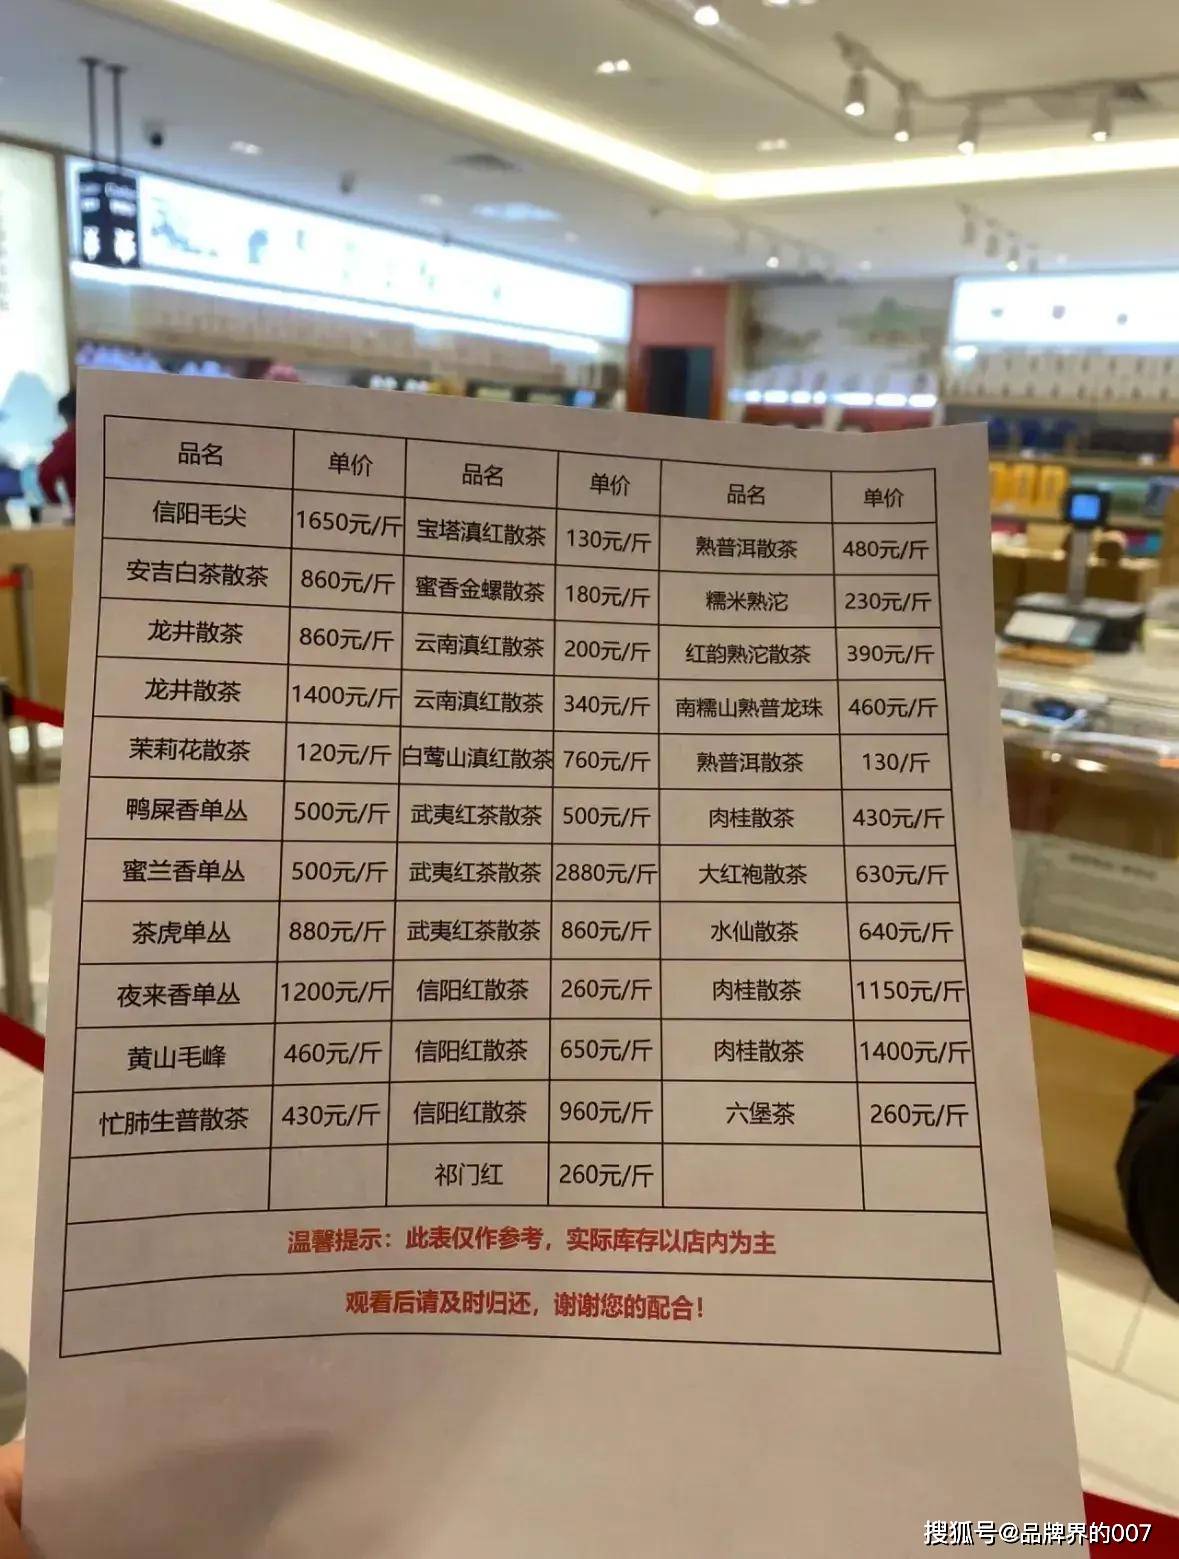 品名 单价 品名 单价 品名 单价
信阳毛尖 1650元/斤 宝塔滇红散茶 130元/斤 熟普洱散茶 480元/斤
安吉白茶散茶 860元/斤 蜜香金螺散茶 180元/斤 糯米熟沱 230元/斤
龙井散茶 860元/斤 云南滇红散茶 200元/斤 红韵熟沱散茶 390元/斤
龙井散茶 1400元/斤 云南滇红散茶 340元/斤 南糯山熟普龙珠 460元/斤
茉莉花散茶 120元/斤 白莺山滇红散茶 760元/斤 熟普洱散茶 130/斤
鸭屎香单丛 500元/斤 武夷红茶散茶 500元/斤 肉桂散茶 430元/斤
蜜兰香单丛 500元/斤 武夷红茶散茶 2880元/斤 大红袍散茶 630元/斤
茶虎单丛 880元/斤 武夷红茶散茶 860元/斤 水仙散茶 640元/斤
夜来香单丛 1200元/斤 信阳红散茶 260元/斤 肉桂散茶 1150元/斤
黄山毛峰 460元/斤 信阳红散茶 650元/斤 肉桂散茶 1400元/斤
忙肺生普散茶 430元/斤 信阳红散茶 960元/斤 六堡茶 260元/斤
祁门红 260元/斤
温馨提示：此表仅作参考，实际库存以店内为主
观看后请及时归还，谢谢您的配合！
搜狐号@品牌界的007